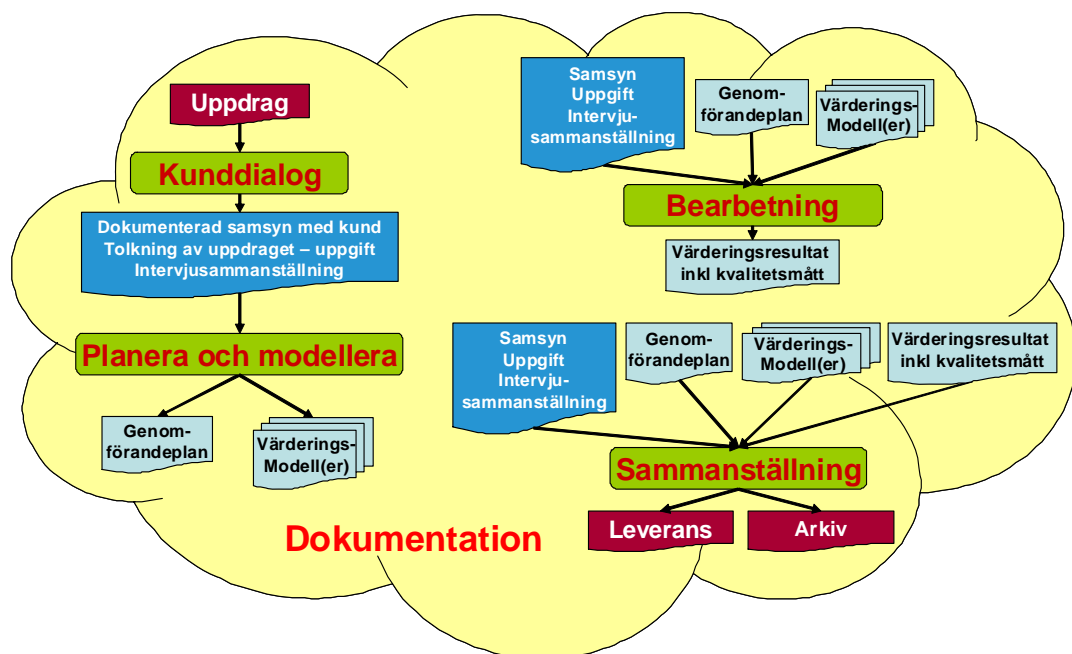 Uppdrag
Kunddialog
Dokumenterad samsyn med kund
Tolkning av uppdraget – uppgift
Intervjusammanställning
Planera och modellera
Genom-
förandeplan
Värderings-
Modell(er)
Samsyn
Uppgift
Intervju-
sammanställning
Genom-
förandeplan
Värderings-
Modell(er)
Bearbetning
Värderingsresultat
inkl kvalitetsmått
Samsyn
Uppgift
Intervju-
sammanställning
Genom-
förandeplan
Värderings-
Modell(er)
Värderingsresultat
inkl kvalitetsmått
Sammanställning
Leverans
Arkiv
Dokumentation